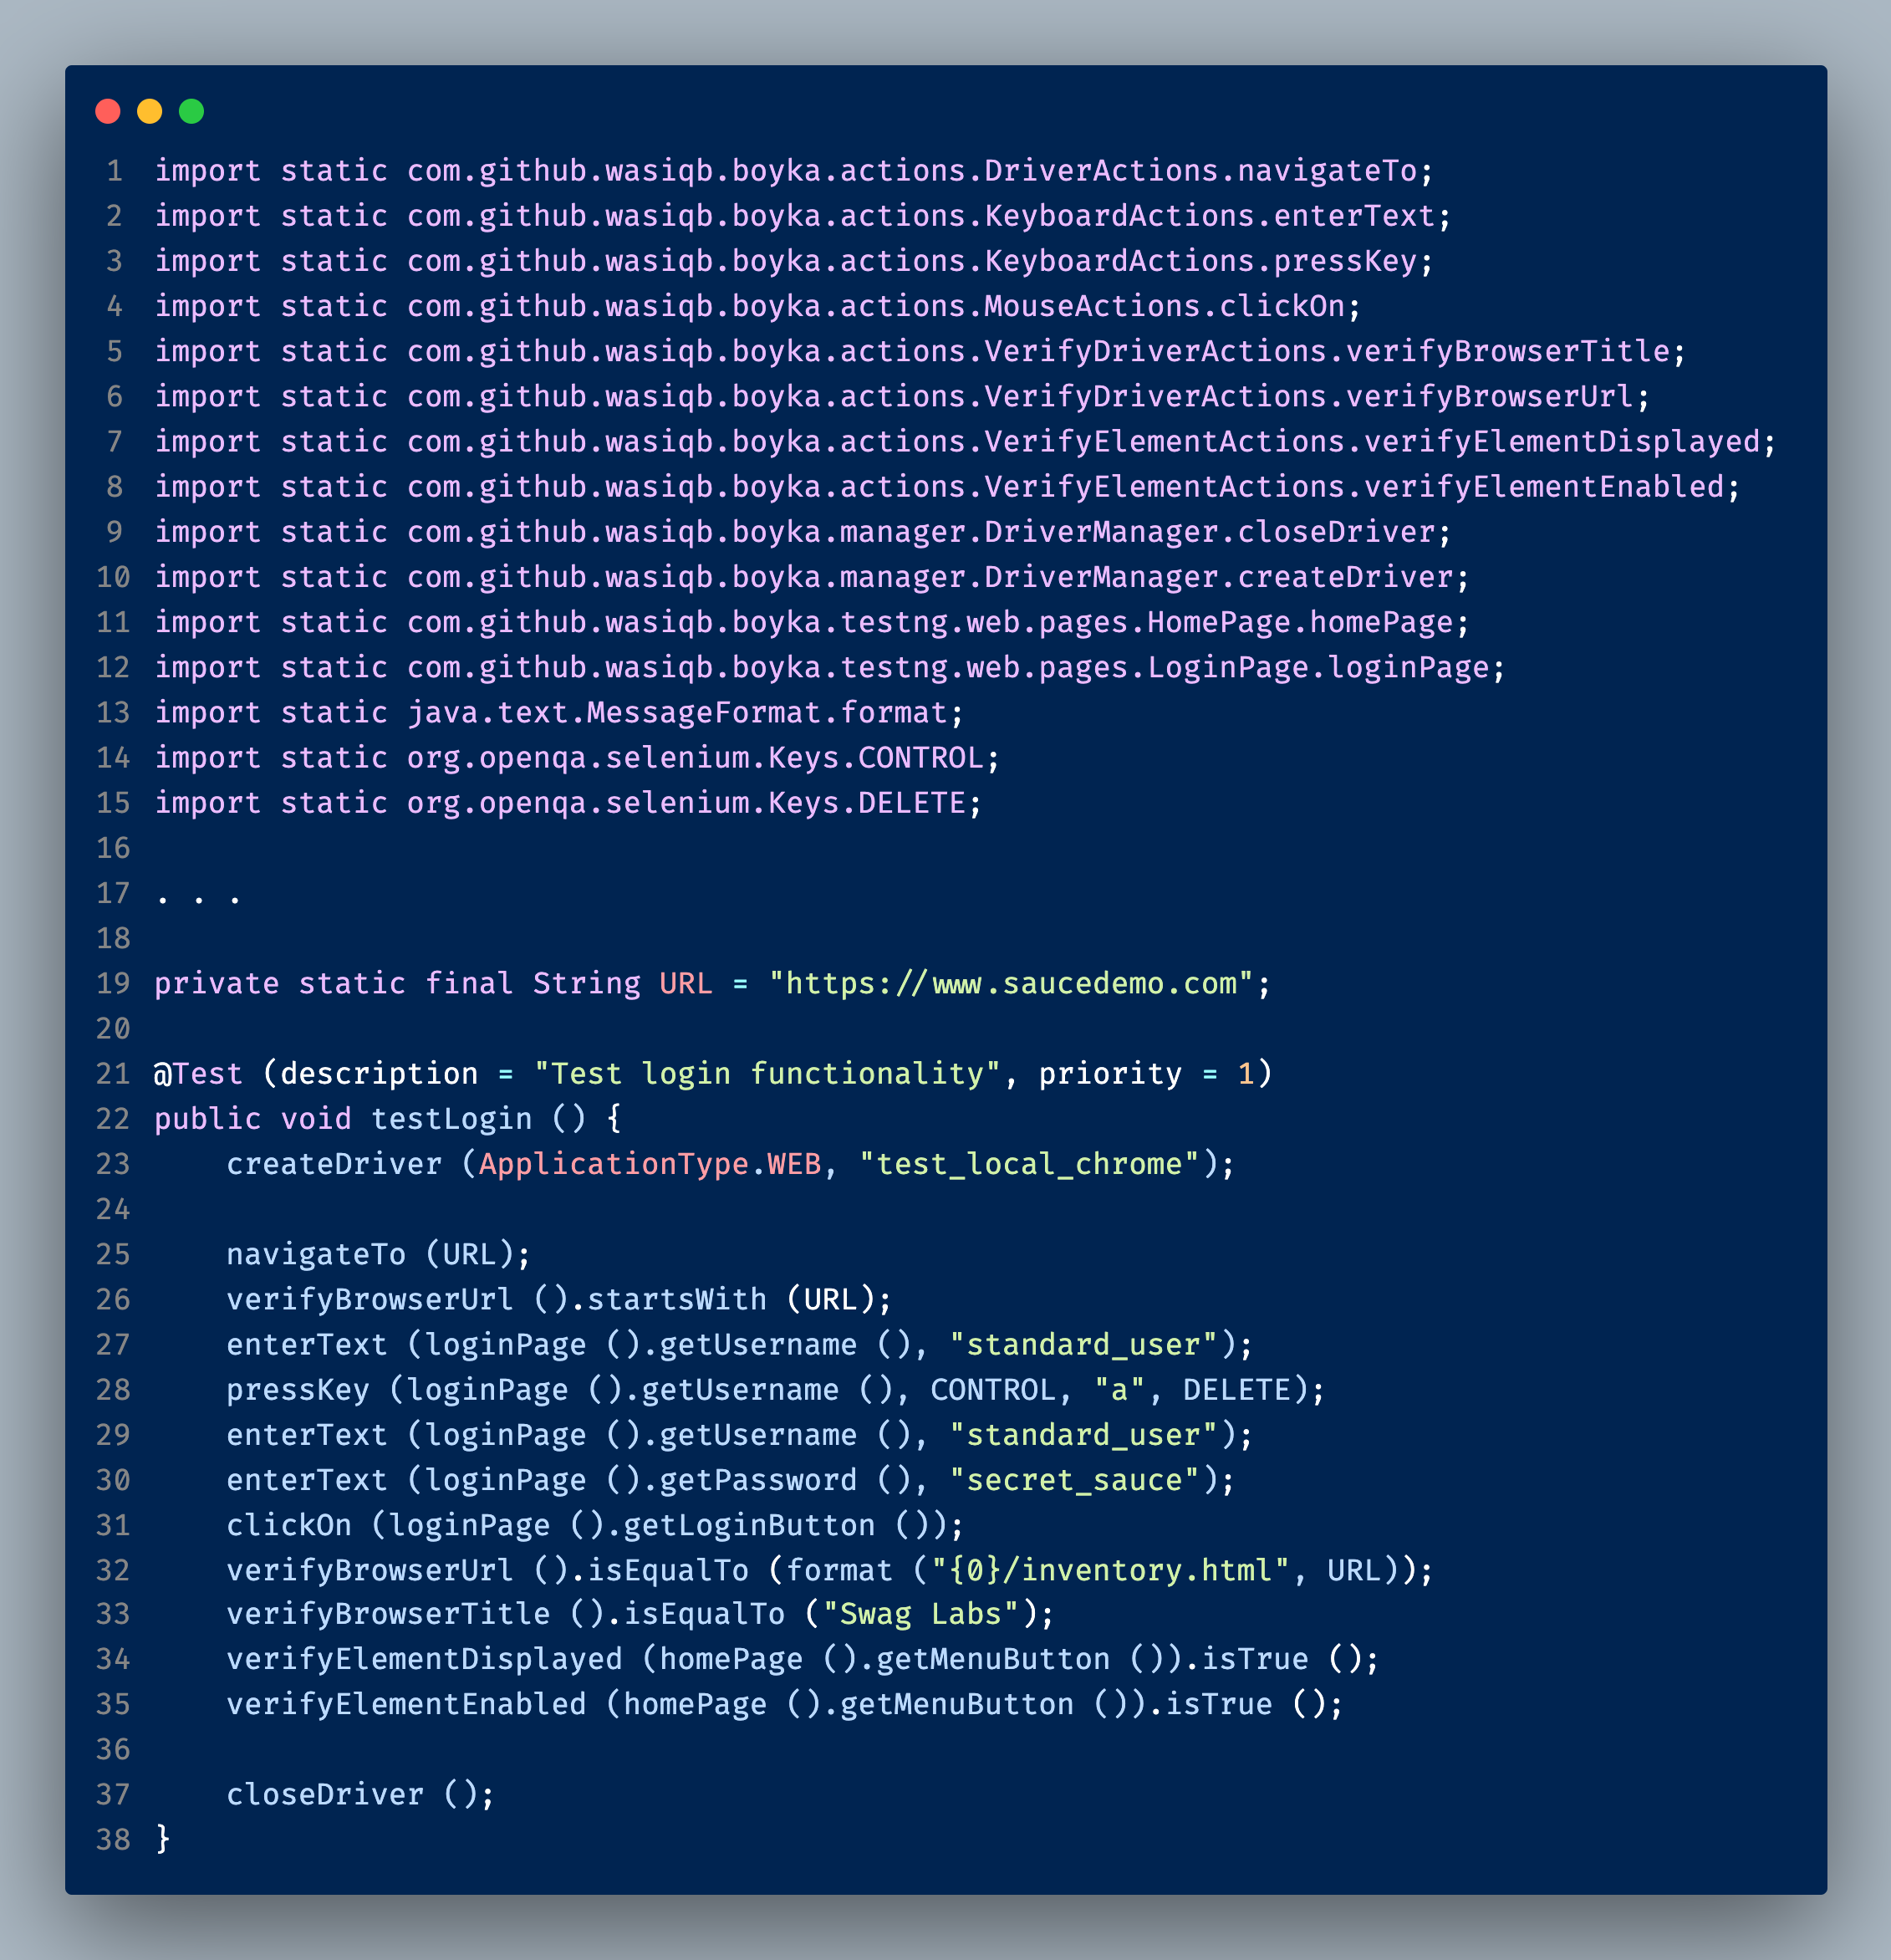 1 import static com.github.wasiqb.boyka.actions.DriverActions.navigateTo;
2 import static com.github.wasiqb.boyka.actions.KeyboardActions.enterText;
3 import static com.github.wasiqb.boyka.actions.KeyboardActions.pressKey;
4 import static com.github.wasiqb.boyka.actions.MouseActions.clickOn;
5 import static com.github.wasiqb.boyka.actions.VerifyDriverActions.verifyBrowserTitle;
6 import static com.github.wasiqb.boyka.actions.VerifyDriverActions.verifyBrowserUrl;
7 import static com.github.wasiqb.boyka.actions.VerifyElementActions.verifyElementDisplayed;
8 import static com.github.wasiqb.boyka.actions.VerifyElementActions.verifyElementEnabled;
9 import static com.github.wasiqb.boyka.manager.DriverManager.closeDriver;
10 import static com.github.wasiqb.boyka.manager.DriverManager.createDriver;
11 import static com.github.wasiqb.boyka.testng.web.pages.HomePage.homePage;
12 import static com.github.wasiqb.boyka.testng.web.pages.LoginPage.loginPage;
13 import static java.text.MessageFormat.format;
14 import static org.openqa.selenium.Keys.CONTROL;
15 import static org.openqa.selenium.Keys.DELETE;
16
17 . . .
18
19 private static final String URL = "https://www.saucedemo.com";
20
21 @Test (description = "Test login functionality", priority = 1)
22 public void testLogin () {
23     createDriver (ApplicationType.WEB, "test_local_chrome");
24
25     navigateTo (URL);
26     verifyBrowserUrl ().startsWith (URL);
27     enterText (loginPage ().getUsername (), "standard_user");
28     pressKey (loginPage ().getUsername (), CONTROL, "a", DELETE);
29     enterText (loginPage ().getUsername (), "standard_user");
30     enterText (loginPage ().getPassword (), "secret_sauce");
31     clickOn (loginPage ().getLoginButton ());
32     verifyBrowserUrl ().isEqualTo (format ("{0}/inventory.html", URL));
33     verifyBrowserTitle ().isEqualTo ("Swag Labs");
34     verifyElementDisplayed (homePage ().getMenuButton ()).isTrue ();
35     verifyElementEnabled (homePage ().getMenuButton ()).isTrue ();
36
37     closeDriver ();
38 }